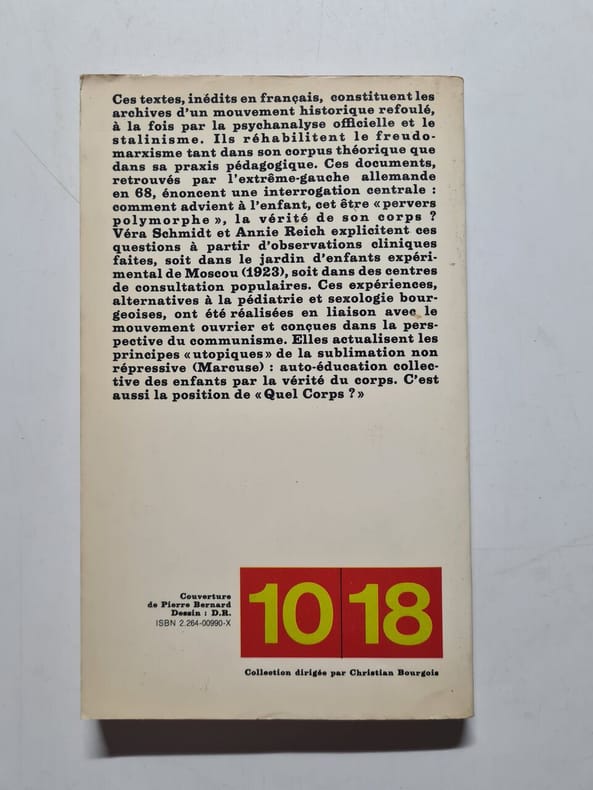 Ces textes, inédits en français, constituent les
archives d'un mouvement historique refoulé,
à la fois par la psychanalyse officielle et le
stalinisme. Ils réhabilitent le freudo-
marxisme tant dans son corpus théorique que
dans sa praxis pédagogique. Ces documents,
retrouvés par l'extrême-gauche allemande
en 68, énoncent une interrogation centrale :
comment advient à l'enfant, cet être « pervers
polymorphe », la vérité de son corps ?
Véra Schmidt et Annie Reich explicitent ces
questions à partir d'observations cliniques
faites, soit dans le jardin d'enfants expéri-
mental de Moscou (1923), soit dans des centres
de consultation populaires. Ces expériences,
alternatives à la pédiatrie et sexologie bour-
geoises, ont été réalisées en liaison avec le
mouvement ouvrier et conçues dans la pers-
pective du communisme. Elles actualisent les
principes « utopiques » de la sublimation non
répressive (Marcuse) : auto-éducation collec-
tive des enfants par la vérité du corps. C'est
aussi la position de « Quel Corps ? »
Couverture
de Pierre Bernard
Dessin : D.R.
ISBN 2.264-00990-X
10 18
Collection dirigée par Christian Bourgois